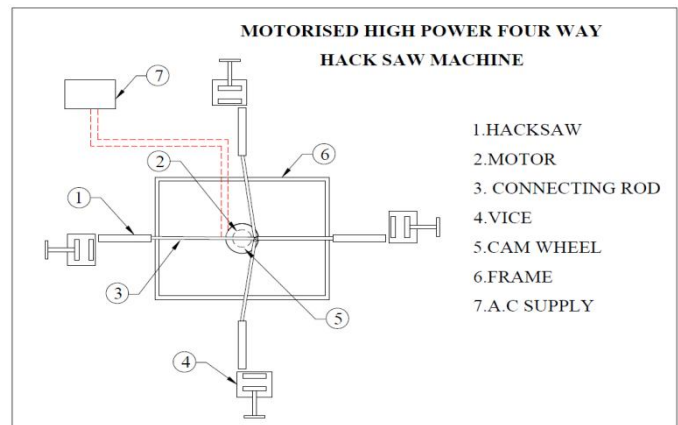 MOTORISED HIGH POWER FOUR WAY
HACK SAW MACHINE
7
2
6
1
3
5
4
1.HACKSAW
2.MOTOR
3. CONNECTING ROD
4.VICE
5.CAM WHEEL
6.FRAME
7.A.C SUPPLY